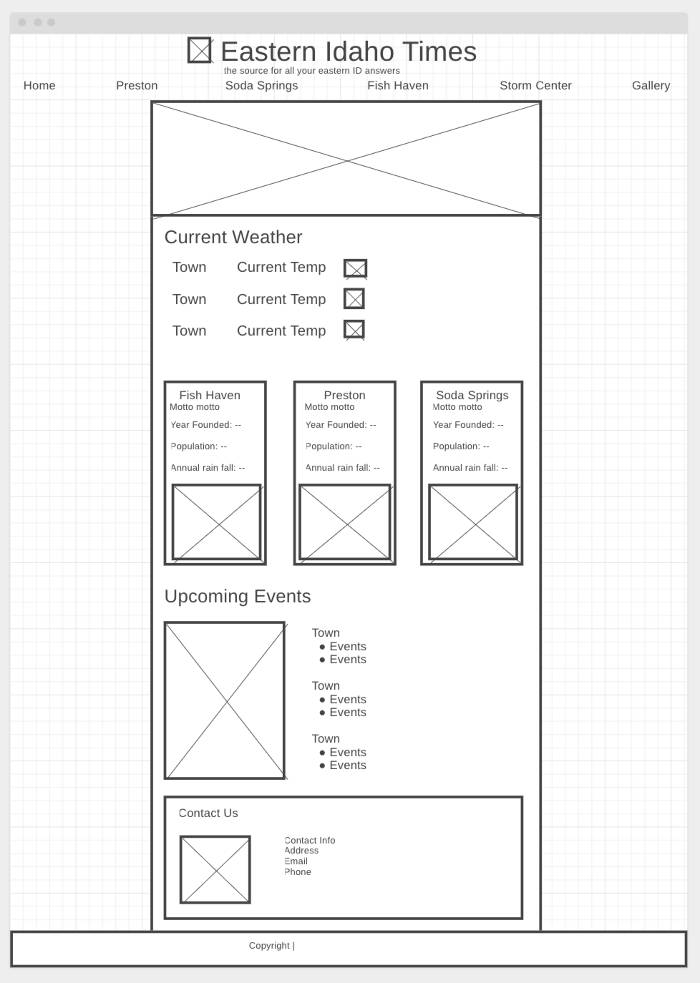 Eastern Idaho Times
the source for all your eastern ID answers
Home Preston Soda Springs Fish Haven Storm Center Gallery
Current Weather
Town Current Temp
Town Current Temp
Town Current Temp
Fish Haven
Motto motto
Year Founded: --
Population: --
Annual rain fall: --
Preston
Motto motto
Year Founded: --
Population: --
Annual rain fall: --
Soda Springs
Motto motto
Year Founded: --
Population: --
Annual rain fall: --
Upcoming Events
Town
● Events
● Events
Town
● Events
● Events
Town
● Events
● Events
Contact Us
Contact Info
Address
Email
Phone
Copyright |